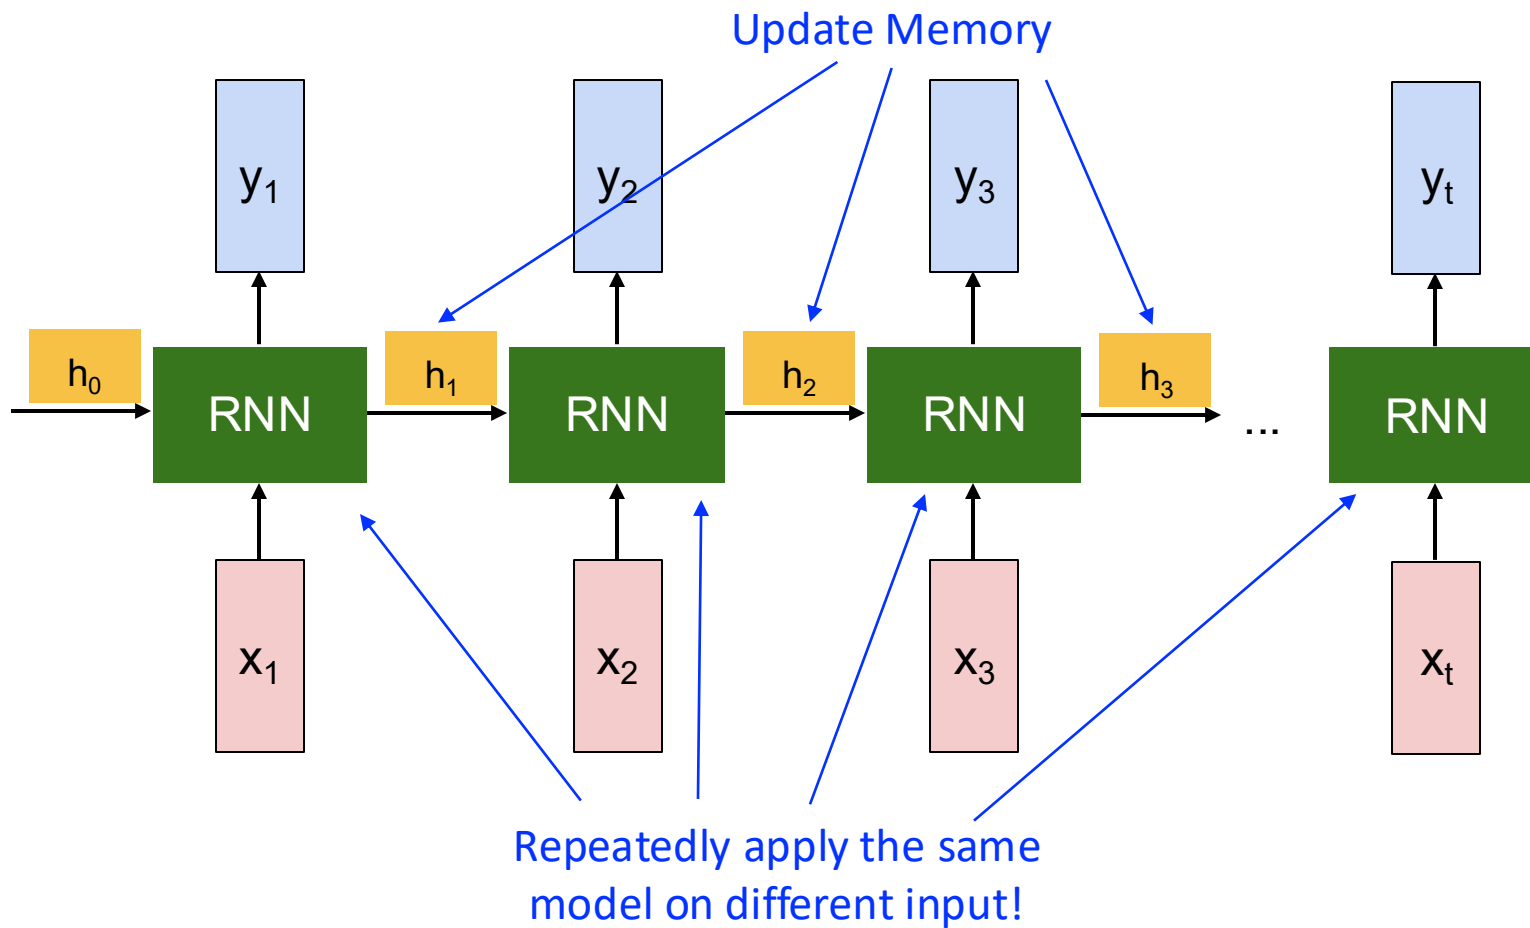 Update Memory
y1 y2 y3 yt
h0 h1 h2 h3
RNN RNN RNN ... RNN
x1 x2 x3 xt
Repeatedly apply the same
model on different input!